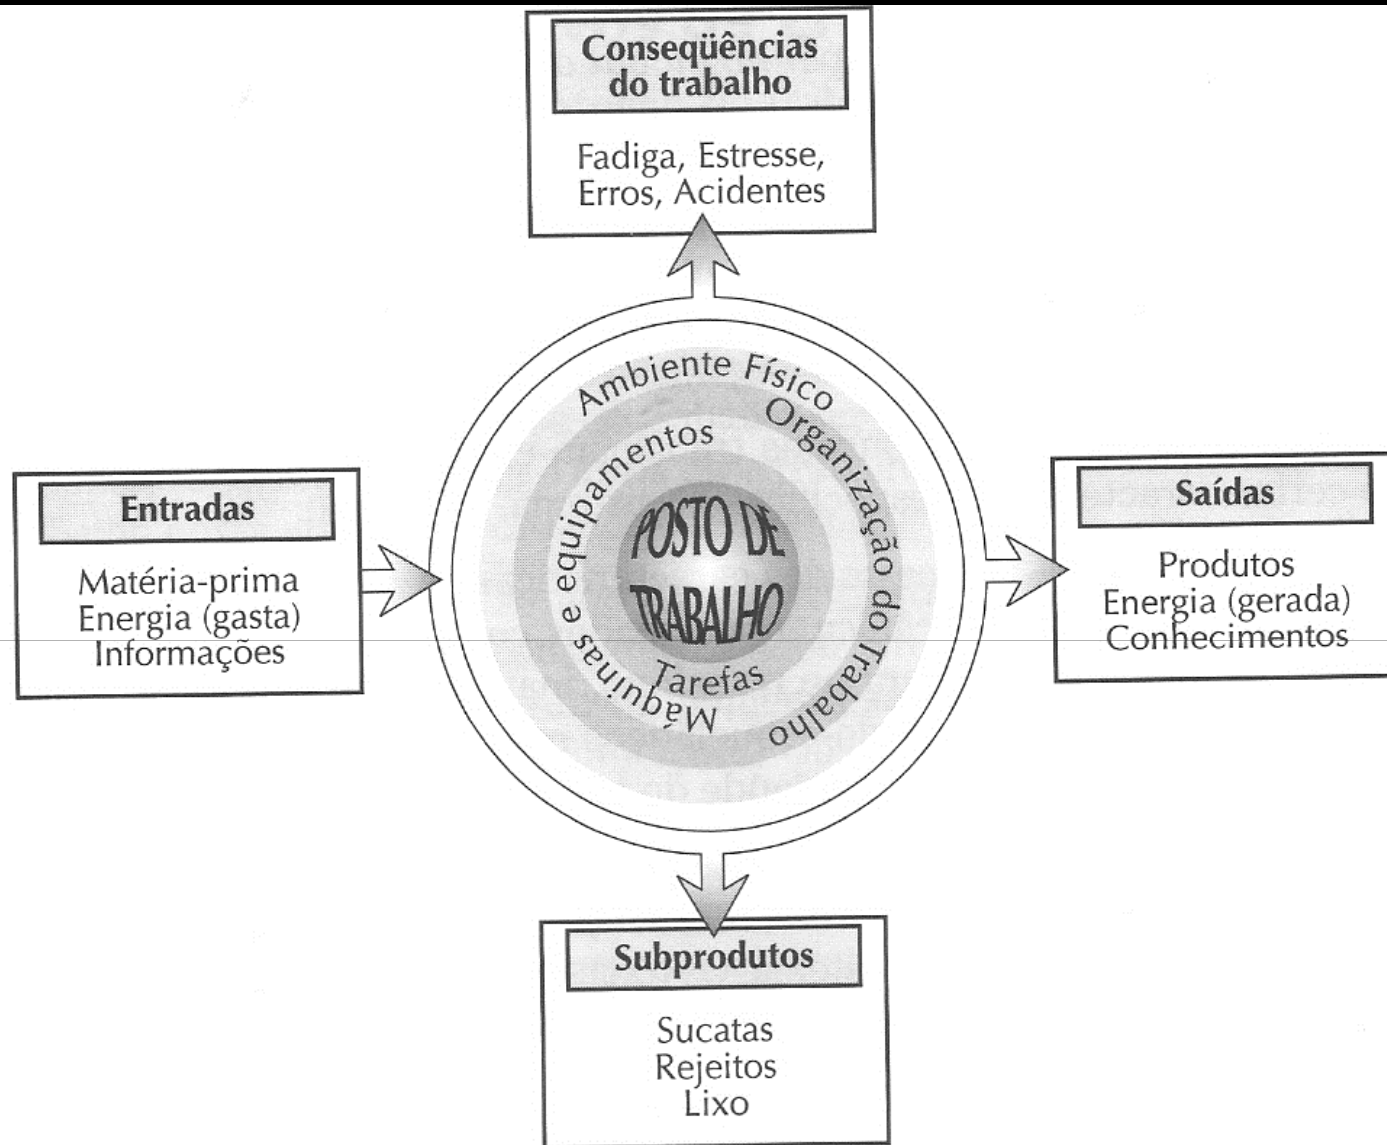 Conseqüências
do trabalho
Fadiga, Estresse,
Erros, Acidentes
Ambiente Físico
Organização do Trabalho
Máquinas e equipamentos
POSTO DE
TRABALHO
Tarefas
Entradas
Matéria-prima
Energia (gasta)
Informações
Saídas
Produtos
Energia (gerada)
Conhecimentos
Subprodutos
Sucatas
Rejeitos
Lixo